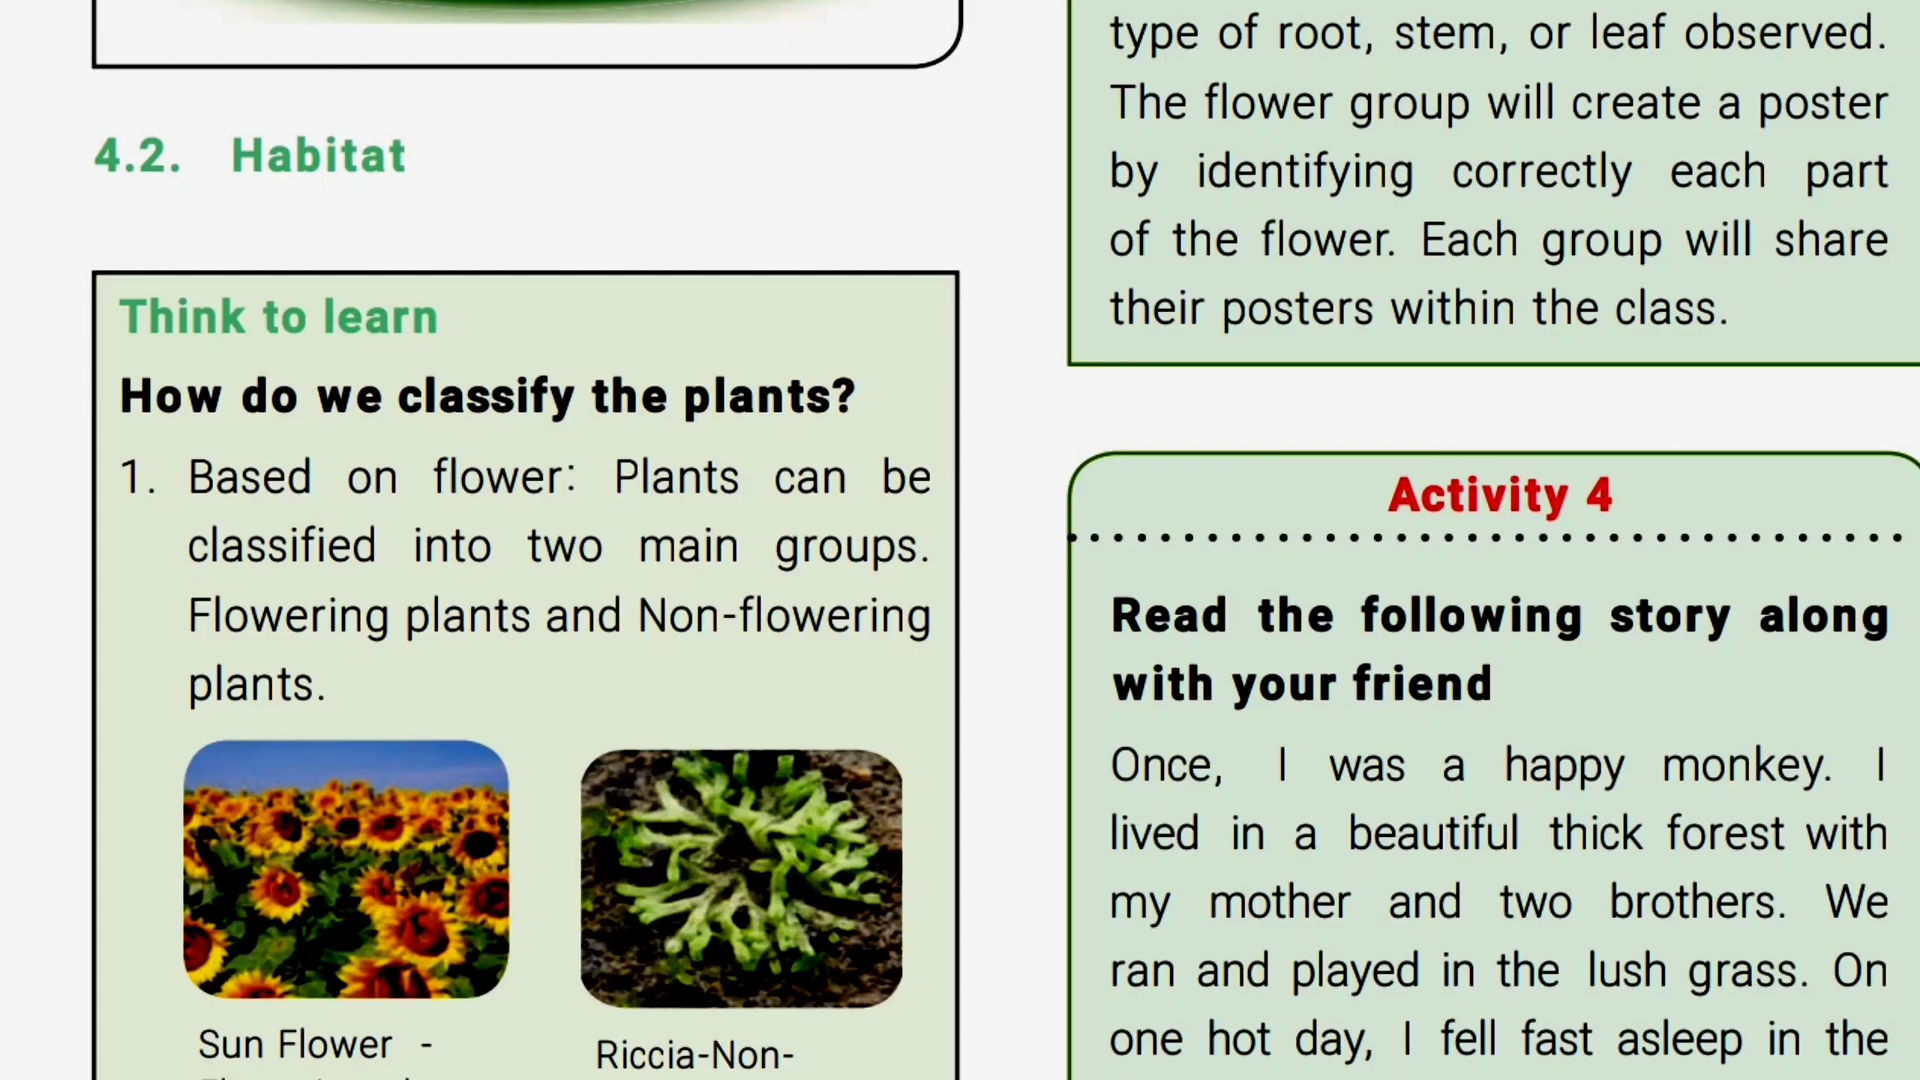 4.2. Habitat
Think to learn
How do we classify the plants?
1. Based on flower: Plants can be
classified into two main groups.
Flowering plants and Non-flowering
plants.
Sun Flower -
Riccia-Non-
type of root, stem, or leaf observed.
The flower group will create a poster
by identifying correctly each part
of the flower. Each group will share
their posters within the class.
Activity 4
Read the following story along
with your friend
Once, I was a happy monkey. I
lived in a beautiful thick forest with
my mother and two brothers. We
ran and played in the lush grass. On
one hot day, I fell fast asleep in the